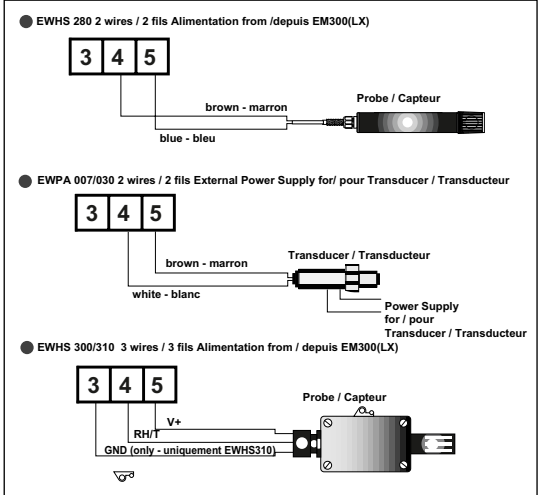 EWHS 280 2 wires / 2 fils Alimentation from /depuis EM300(LX)
3 4 5
Probe / Capteur
brown - marron
blue - bleu
EWPA 007/030 2 wires / 2 fils External Power Supply for/ pour Transducer / Transducteur
3 4 5
Transducer / Transducteur
brown - marron
white - blanc
Power Supply
for / pour
Transducer / Transducteur
EWHS 300/310 3 wires / 3 fils Alimentation from / depuis EM300(LX)
3 4 5
Probe / Capteur
V+
RH/T
GND (only - uniquement EWHS310)